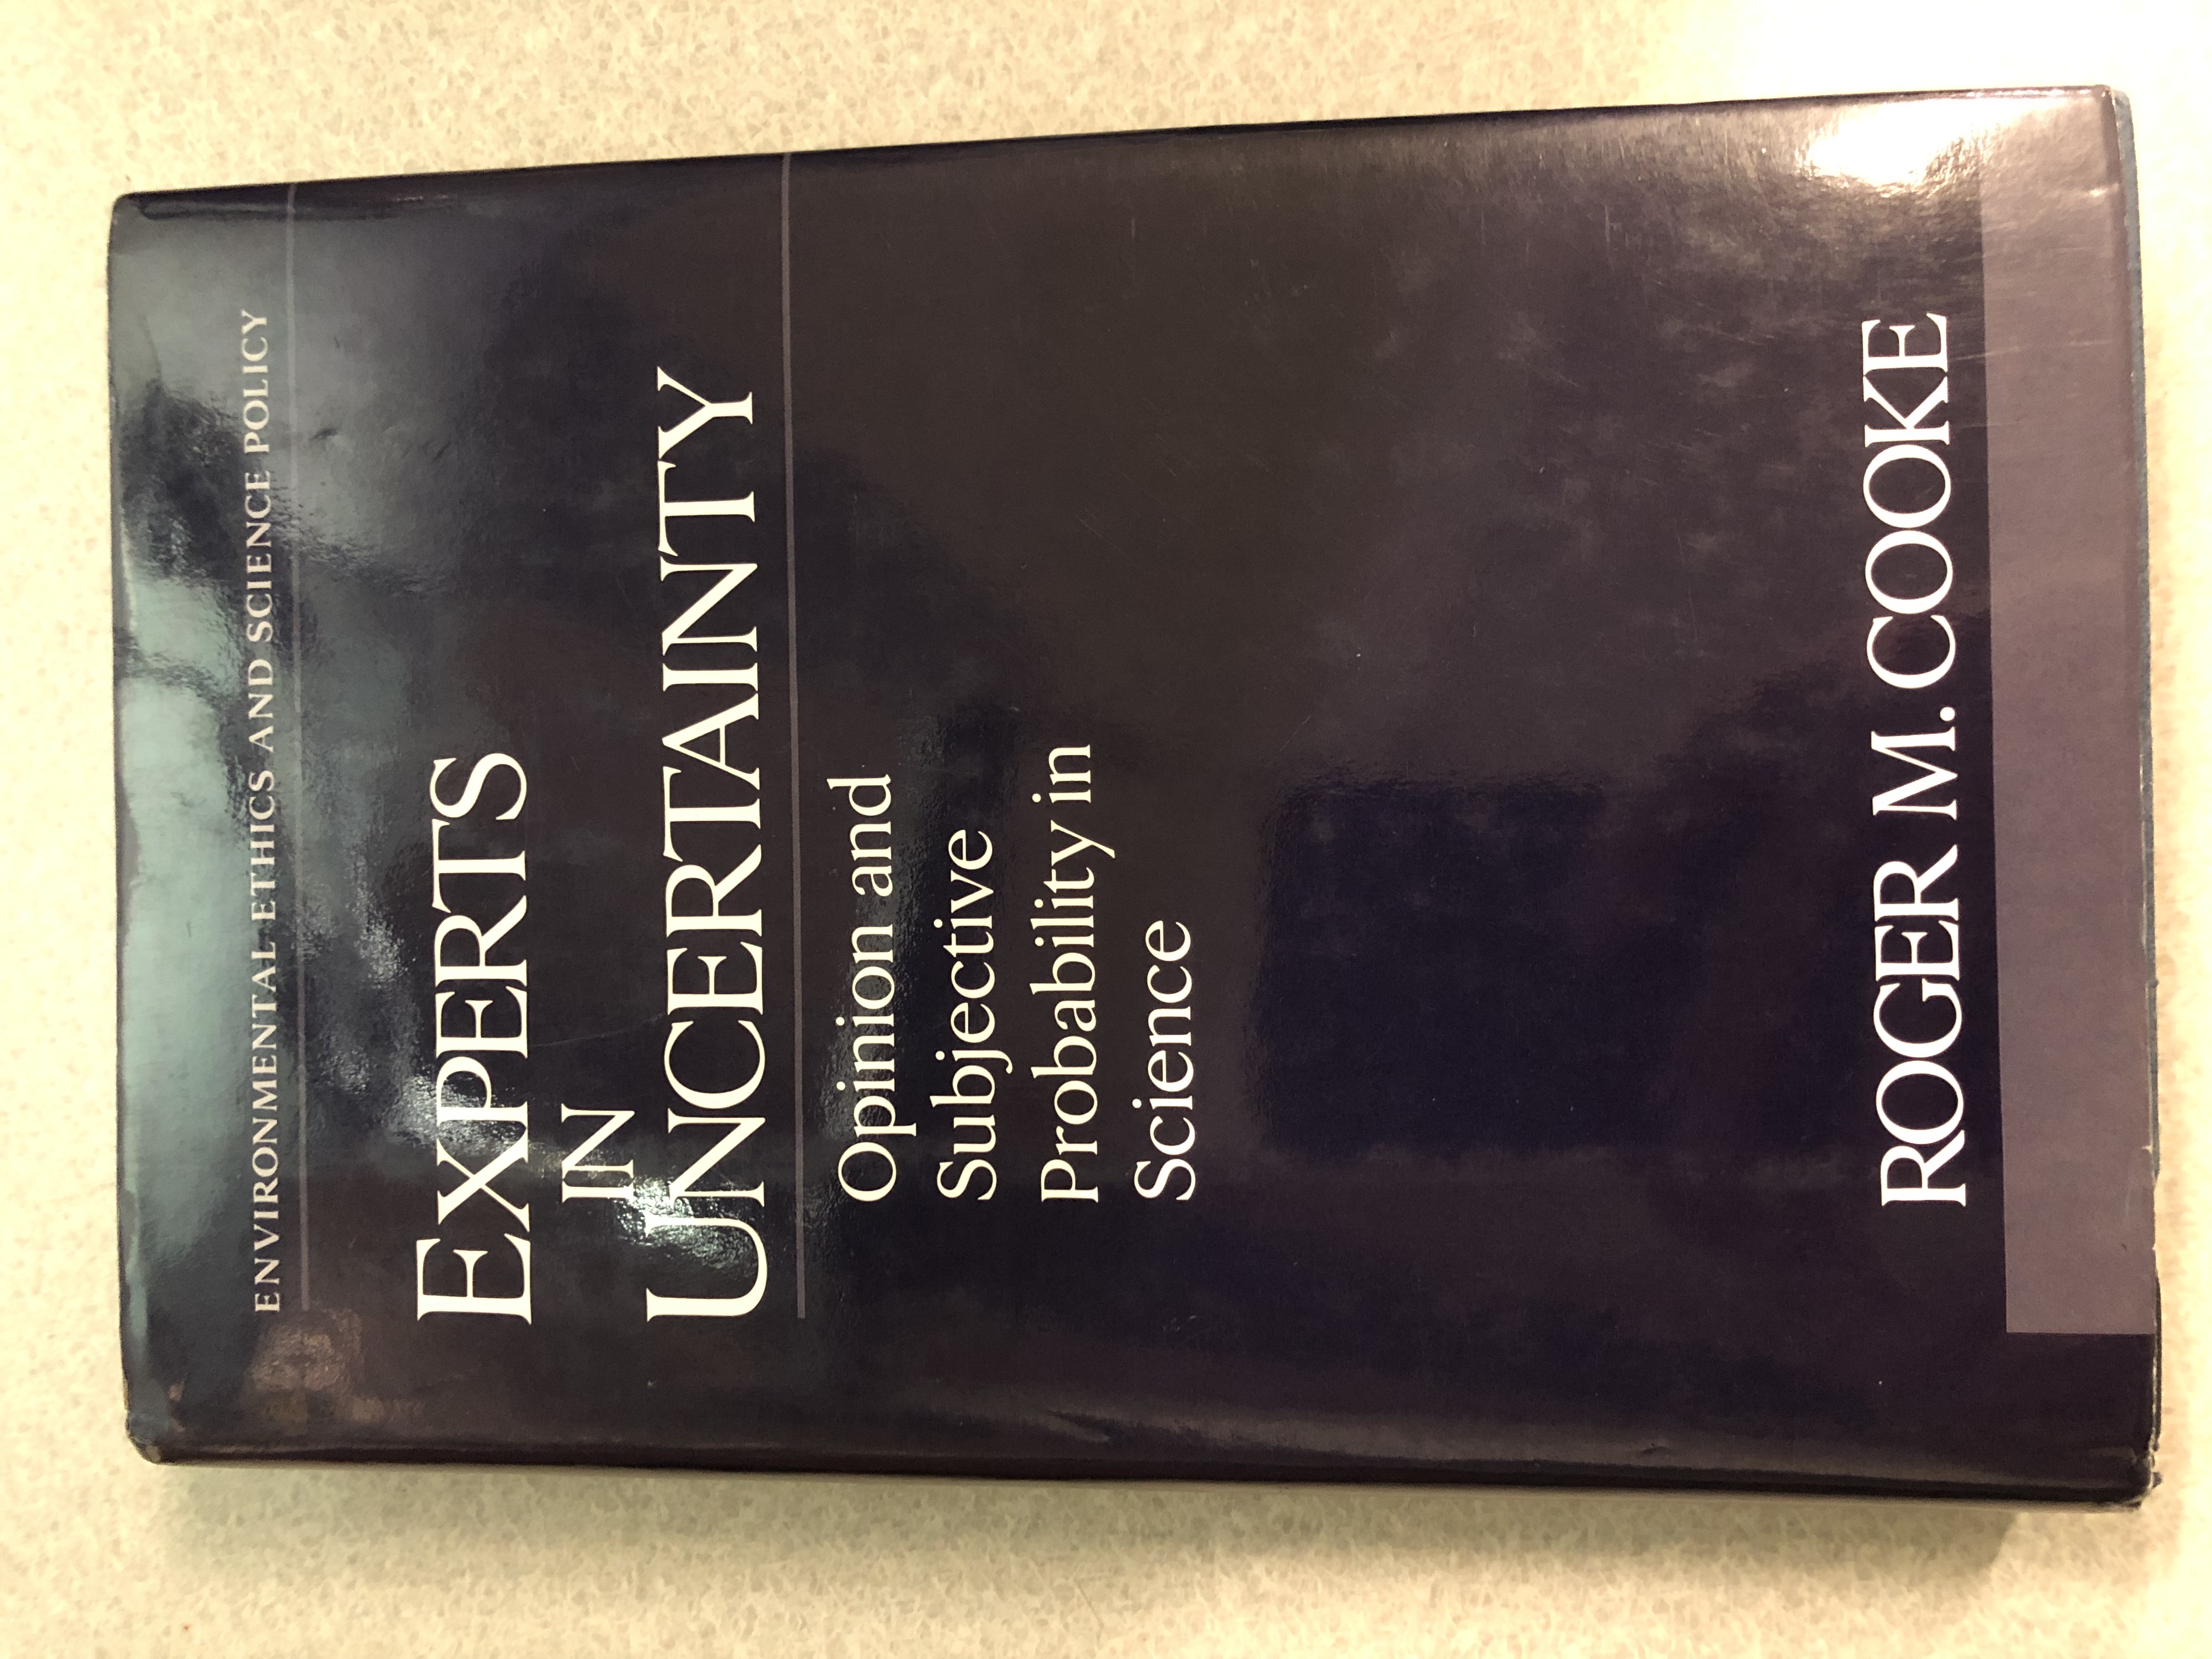 ENVIRONMENTAL ETHICS AND SCIENCE POLICY
EXPERTS
IN
UNCERTAINTY
Opinion and
Subjective
Probability in
Science
ROGER M. COOKE